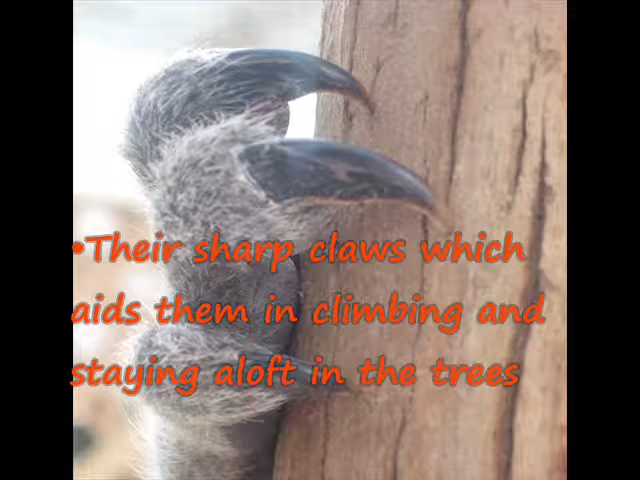 •Their sharp claws which
aids them in climbing and
staying aloft in the trees